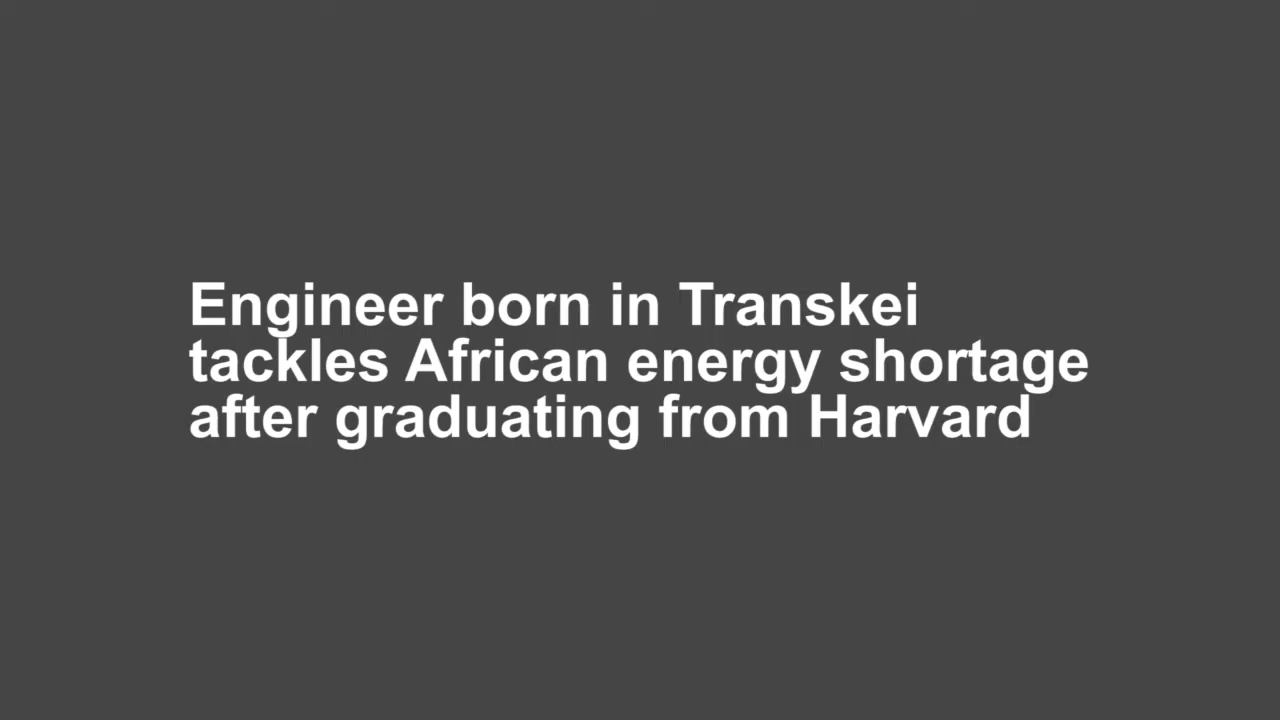 Engineer born in Transkei
tackles African energy shortage
after graduating from Harvard